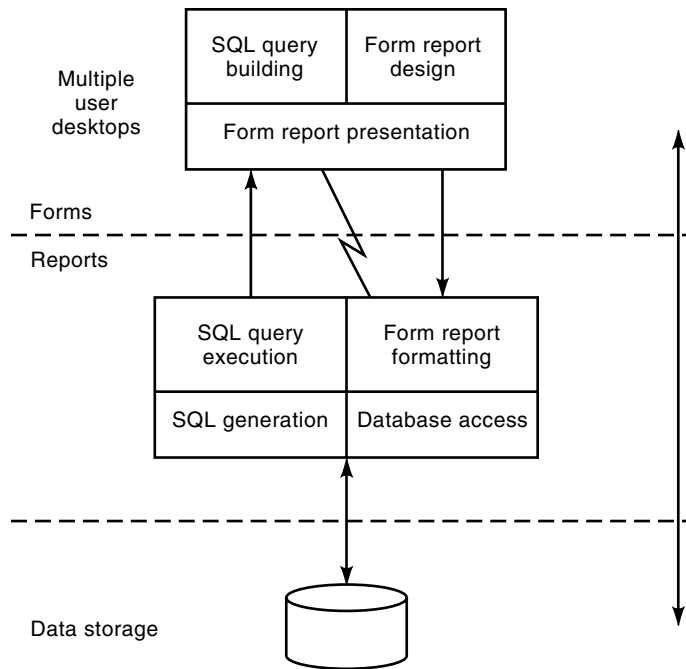 SQL query
building
Form report
design
Multiple
user
desktops
Form report presentation
Forms
Reports
SQL query
execution
Form report
formatting
SQL generation
Database access
Data storage